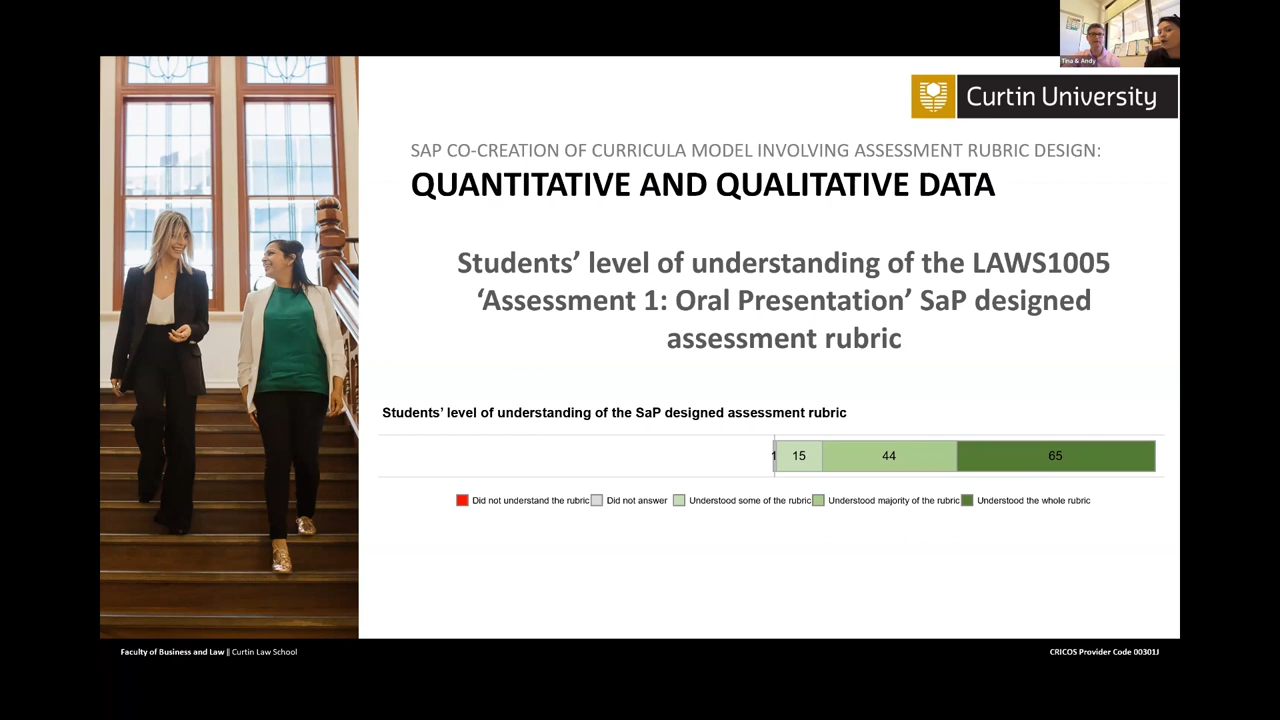 Tina & Andy
Curtin University
SAP CO-CREATION OF CURRICULA MODEL INVOLVING ASSESSMENT RUBRIC DESIGN:
QUANTITATIVE AND QUALITATIVE DATA
Students’ level of understanding of the LAWS1005
‘Assessment 1: Oral Presentation’ SaP designed
assessment rubric
Students’ level of understanding of the SaP designed assessment rubric
1 15 44 65
Did not understand the rubric Did not answer Understood some of the rubric Understood majority of the rubric Understood the whole rubric
Faculty of Business and Law || Curtin Law School
CRICOS Provider Code 00301J